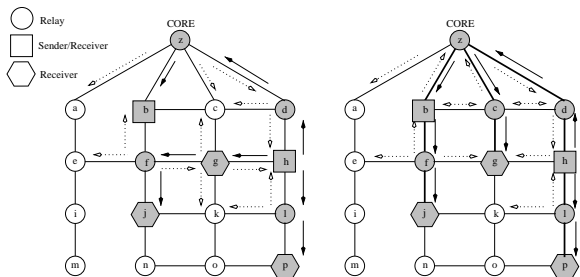 Relay
Sender/Receiver
Receiver
CORE
z
a
b
c
d
e
f
g
h
i
j
k
l
m
n
o
p
CORE
z
a
b
c
d
e
f
g
h
i
j
k
l
m
n
o
p